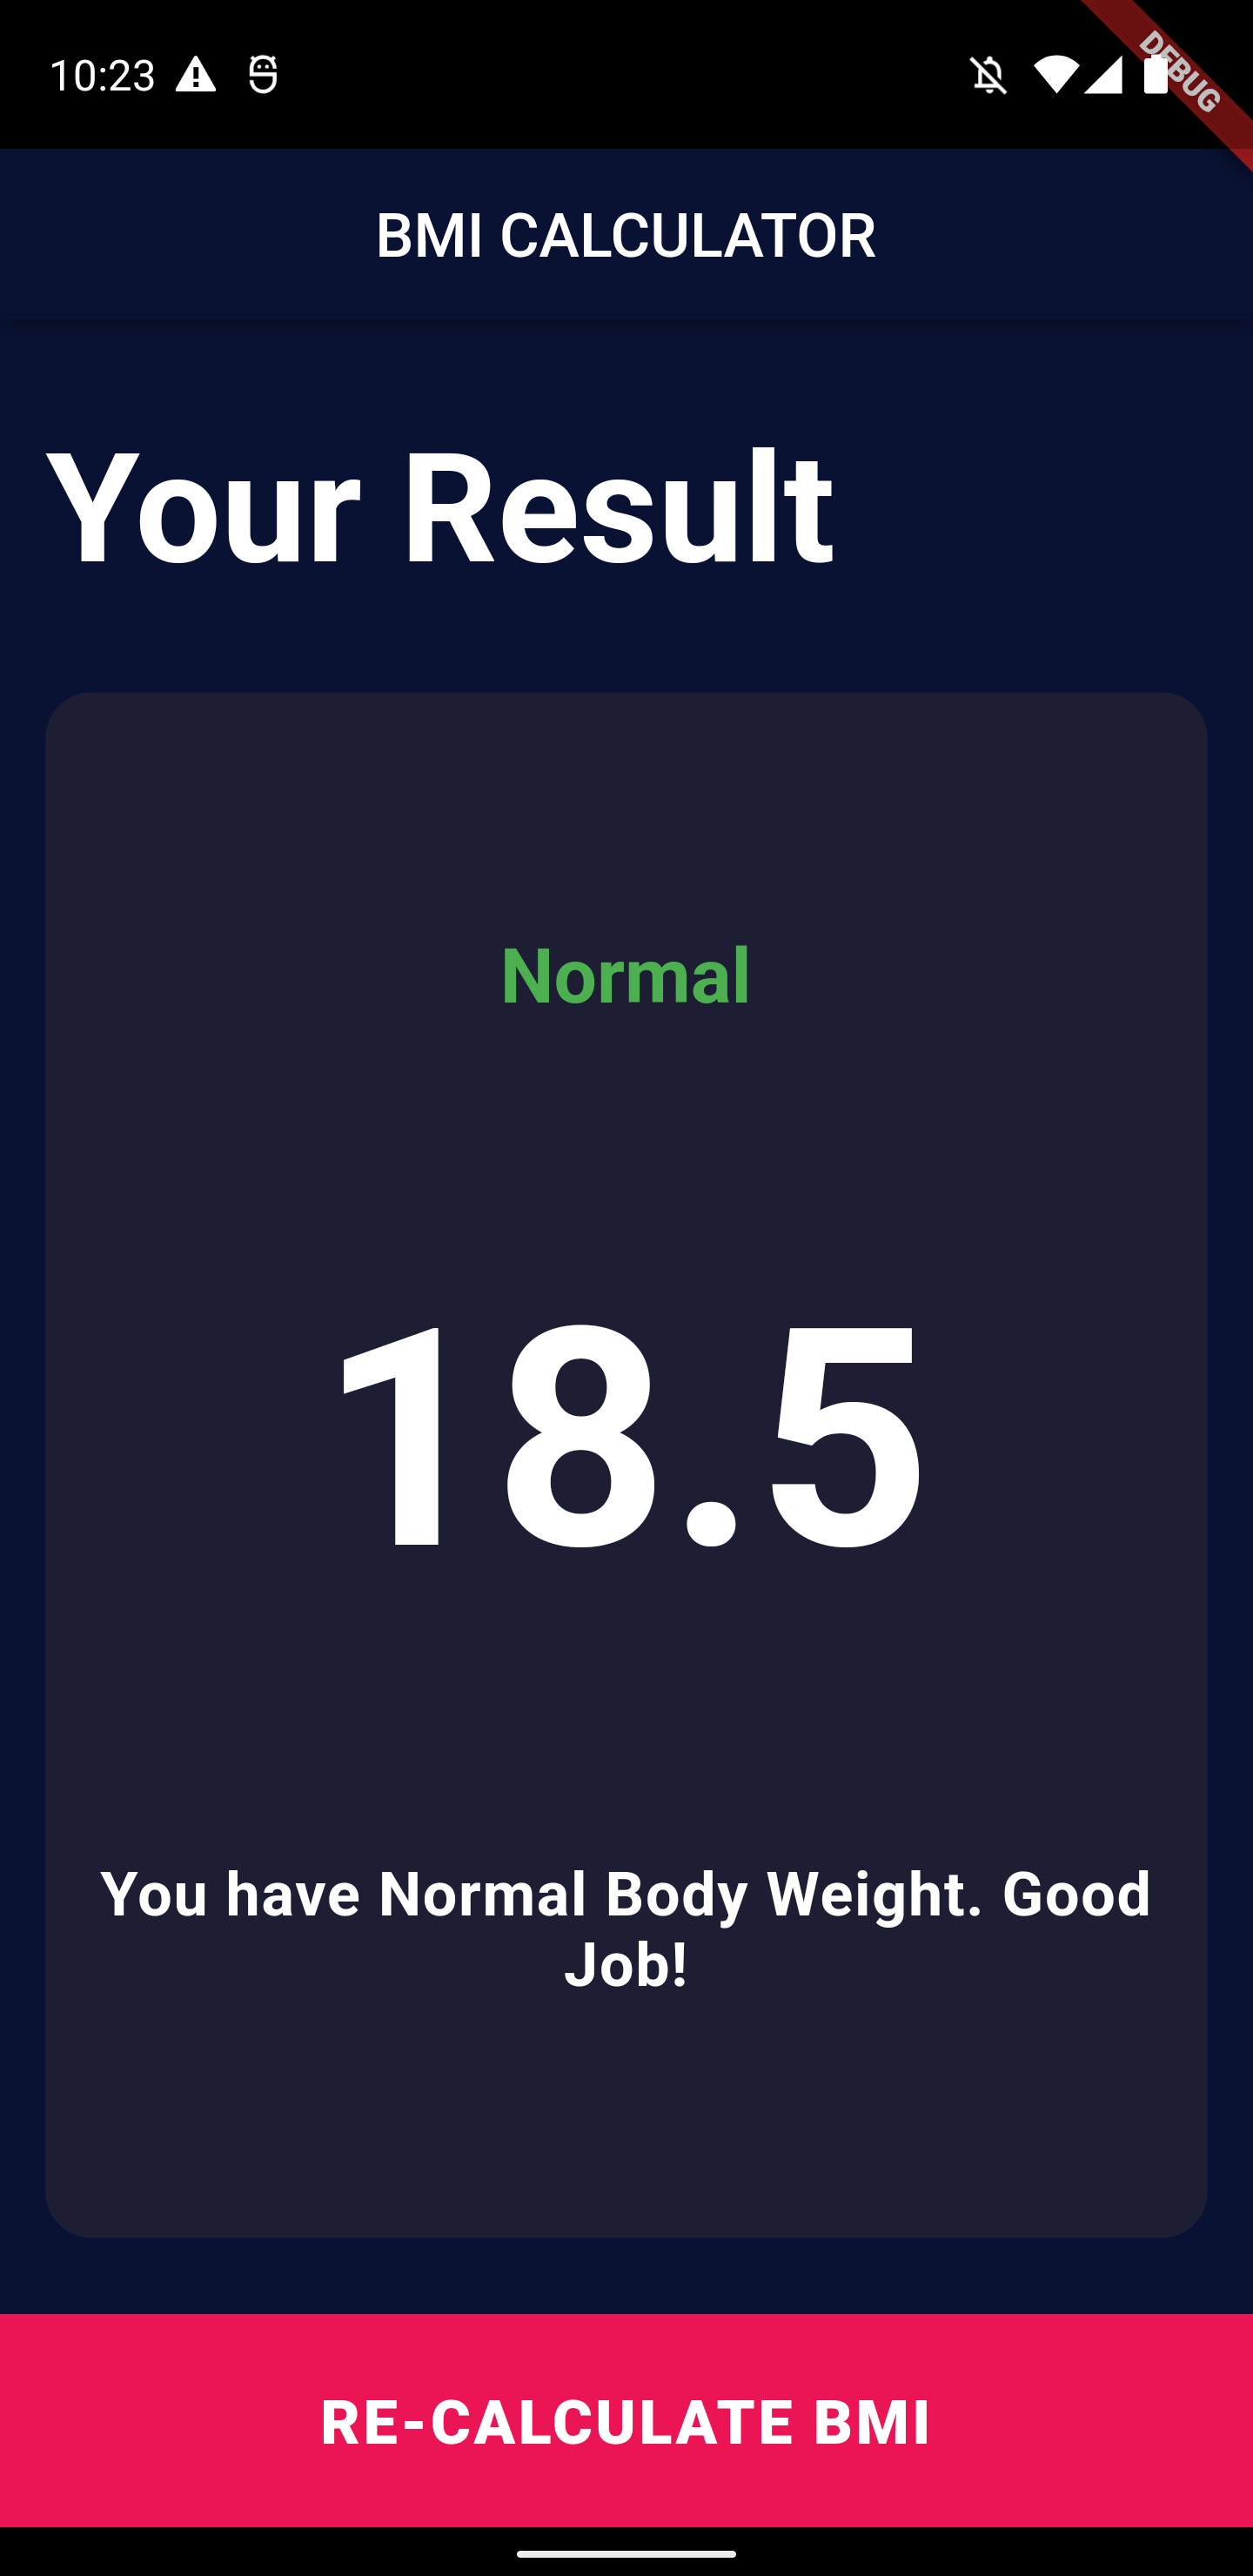 10:23
DEBUG
BMI CALCULATOR
Your Result
Normal
18.5
You have Normal Body Weight. Good
Job!
RE-CALCULATE BMI